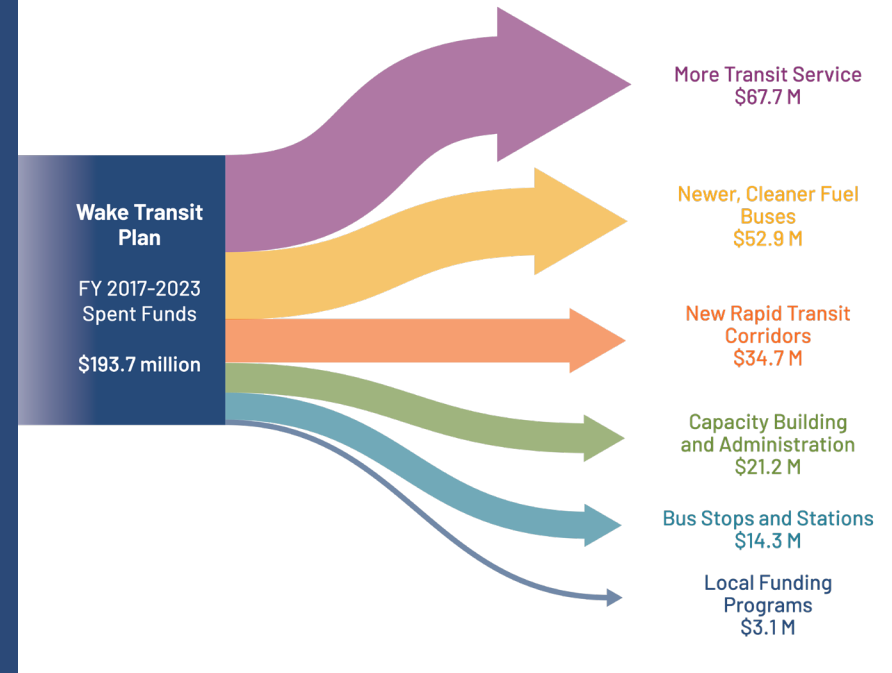 Wake Transit
Plan
FY 2017-2023
Spent Funds
$193.7 million
More Transit Service
$67.7 M
Newer, Cleaner Fuel
Buses
$52.9 M
New Rapid Transit
Corridors
$34.7 M
Capacity Building
and Administration
$21.2 M
Bus Stops and Stations
$14.3 M
Local Funding
Programs
$3.1 M